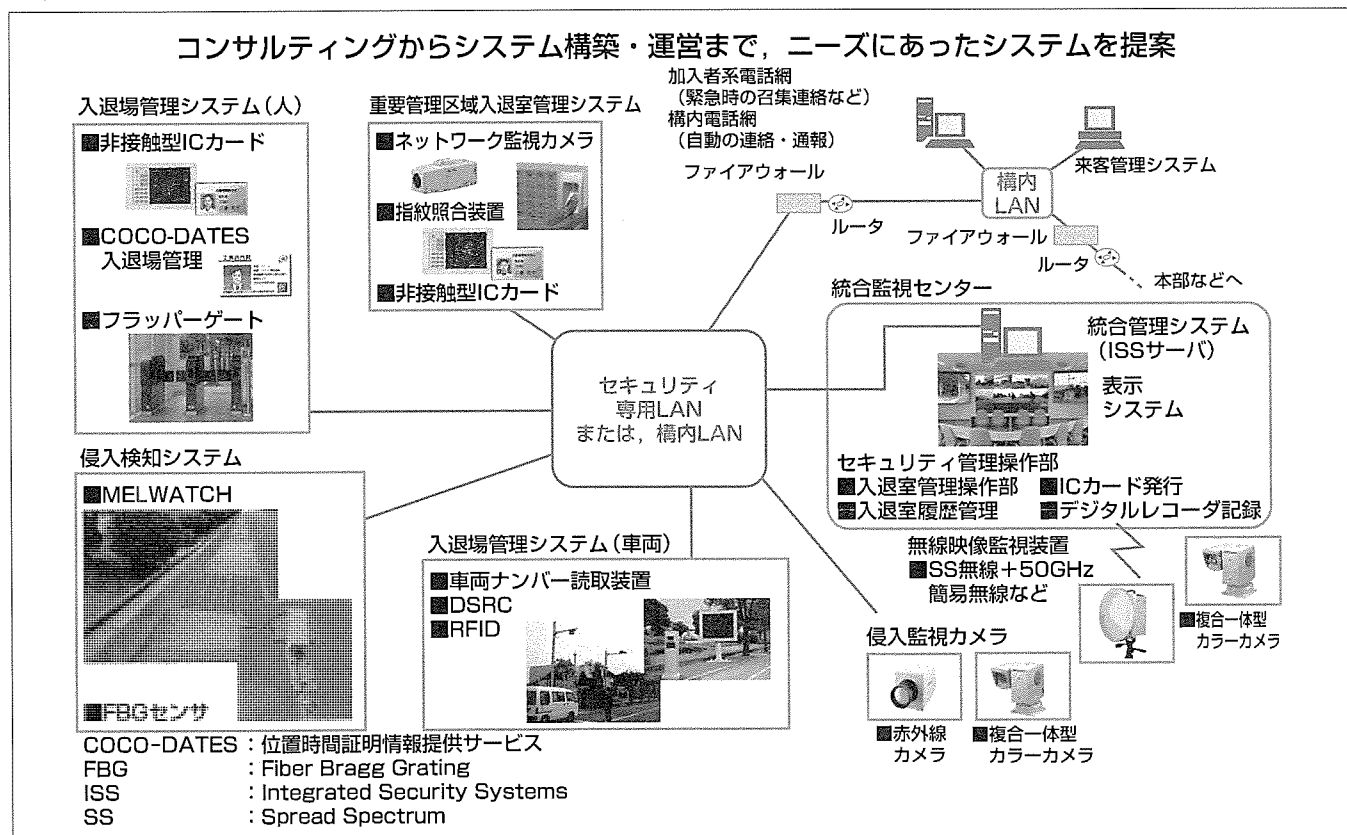 コンサルティングからシステム構築・運営まで，ニーズにあったシステムを提案
入退場管理システム(人)
■非接触型ICカード
■COCO-DATES
入退場管理
■フラッパーゲート
重要管理区域入退室管理システム
■ネットワーク監視カメラ
■指紋照合装置
■非接触型ICカード
加入者系電話網
(緊急時の召集連絡など)
構内電話網
(自動の連絡・通報)
ファイアウォール
ルータ
構内
LAN
来客管理システム
ファイアウォール
ルータ
本部などへ
セキュリティ
専用LAN
または，構内LAN
統合監視センター
統合管理システム
(ISSサーバ)
表示
システム
セキュリティ管理操作部
■入退室管理操作部 ■ICカード発行
■入退室履歴管理 ■デジタルレコーダ記録
侵入検知システム
■MELWATCH
■FBGセンサ
入退場管理システム(車両)
■車両ナンバー読取装置
■DSRC
■RFID
無線映像監視装置
■SS無線＋50GHz
簡易無線など
■複合一体型
カラーカメラ
侵入監視カメラ
■赤外線
カメラ
■複合一体型
カラーカメラ
COCO-DATES：位置時間証明情報提供サービス
FBG：Fiber Bragg Grating
ISS：Integrated Security Systems
SS：Spread Spectrum